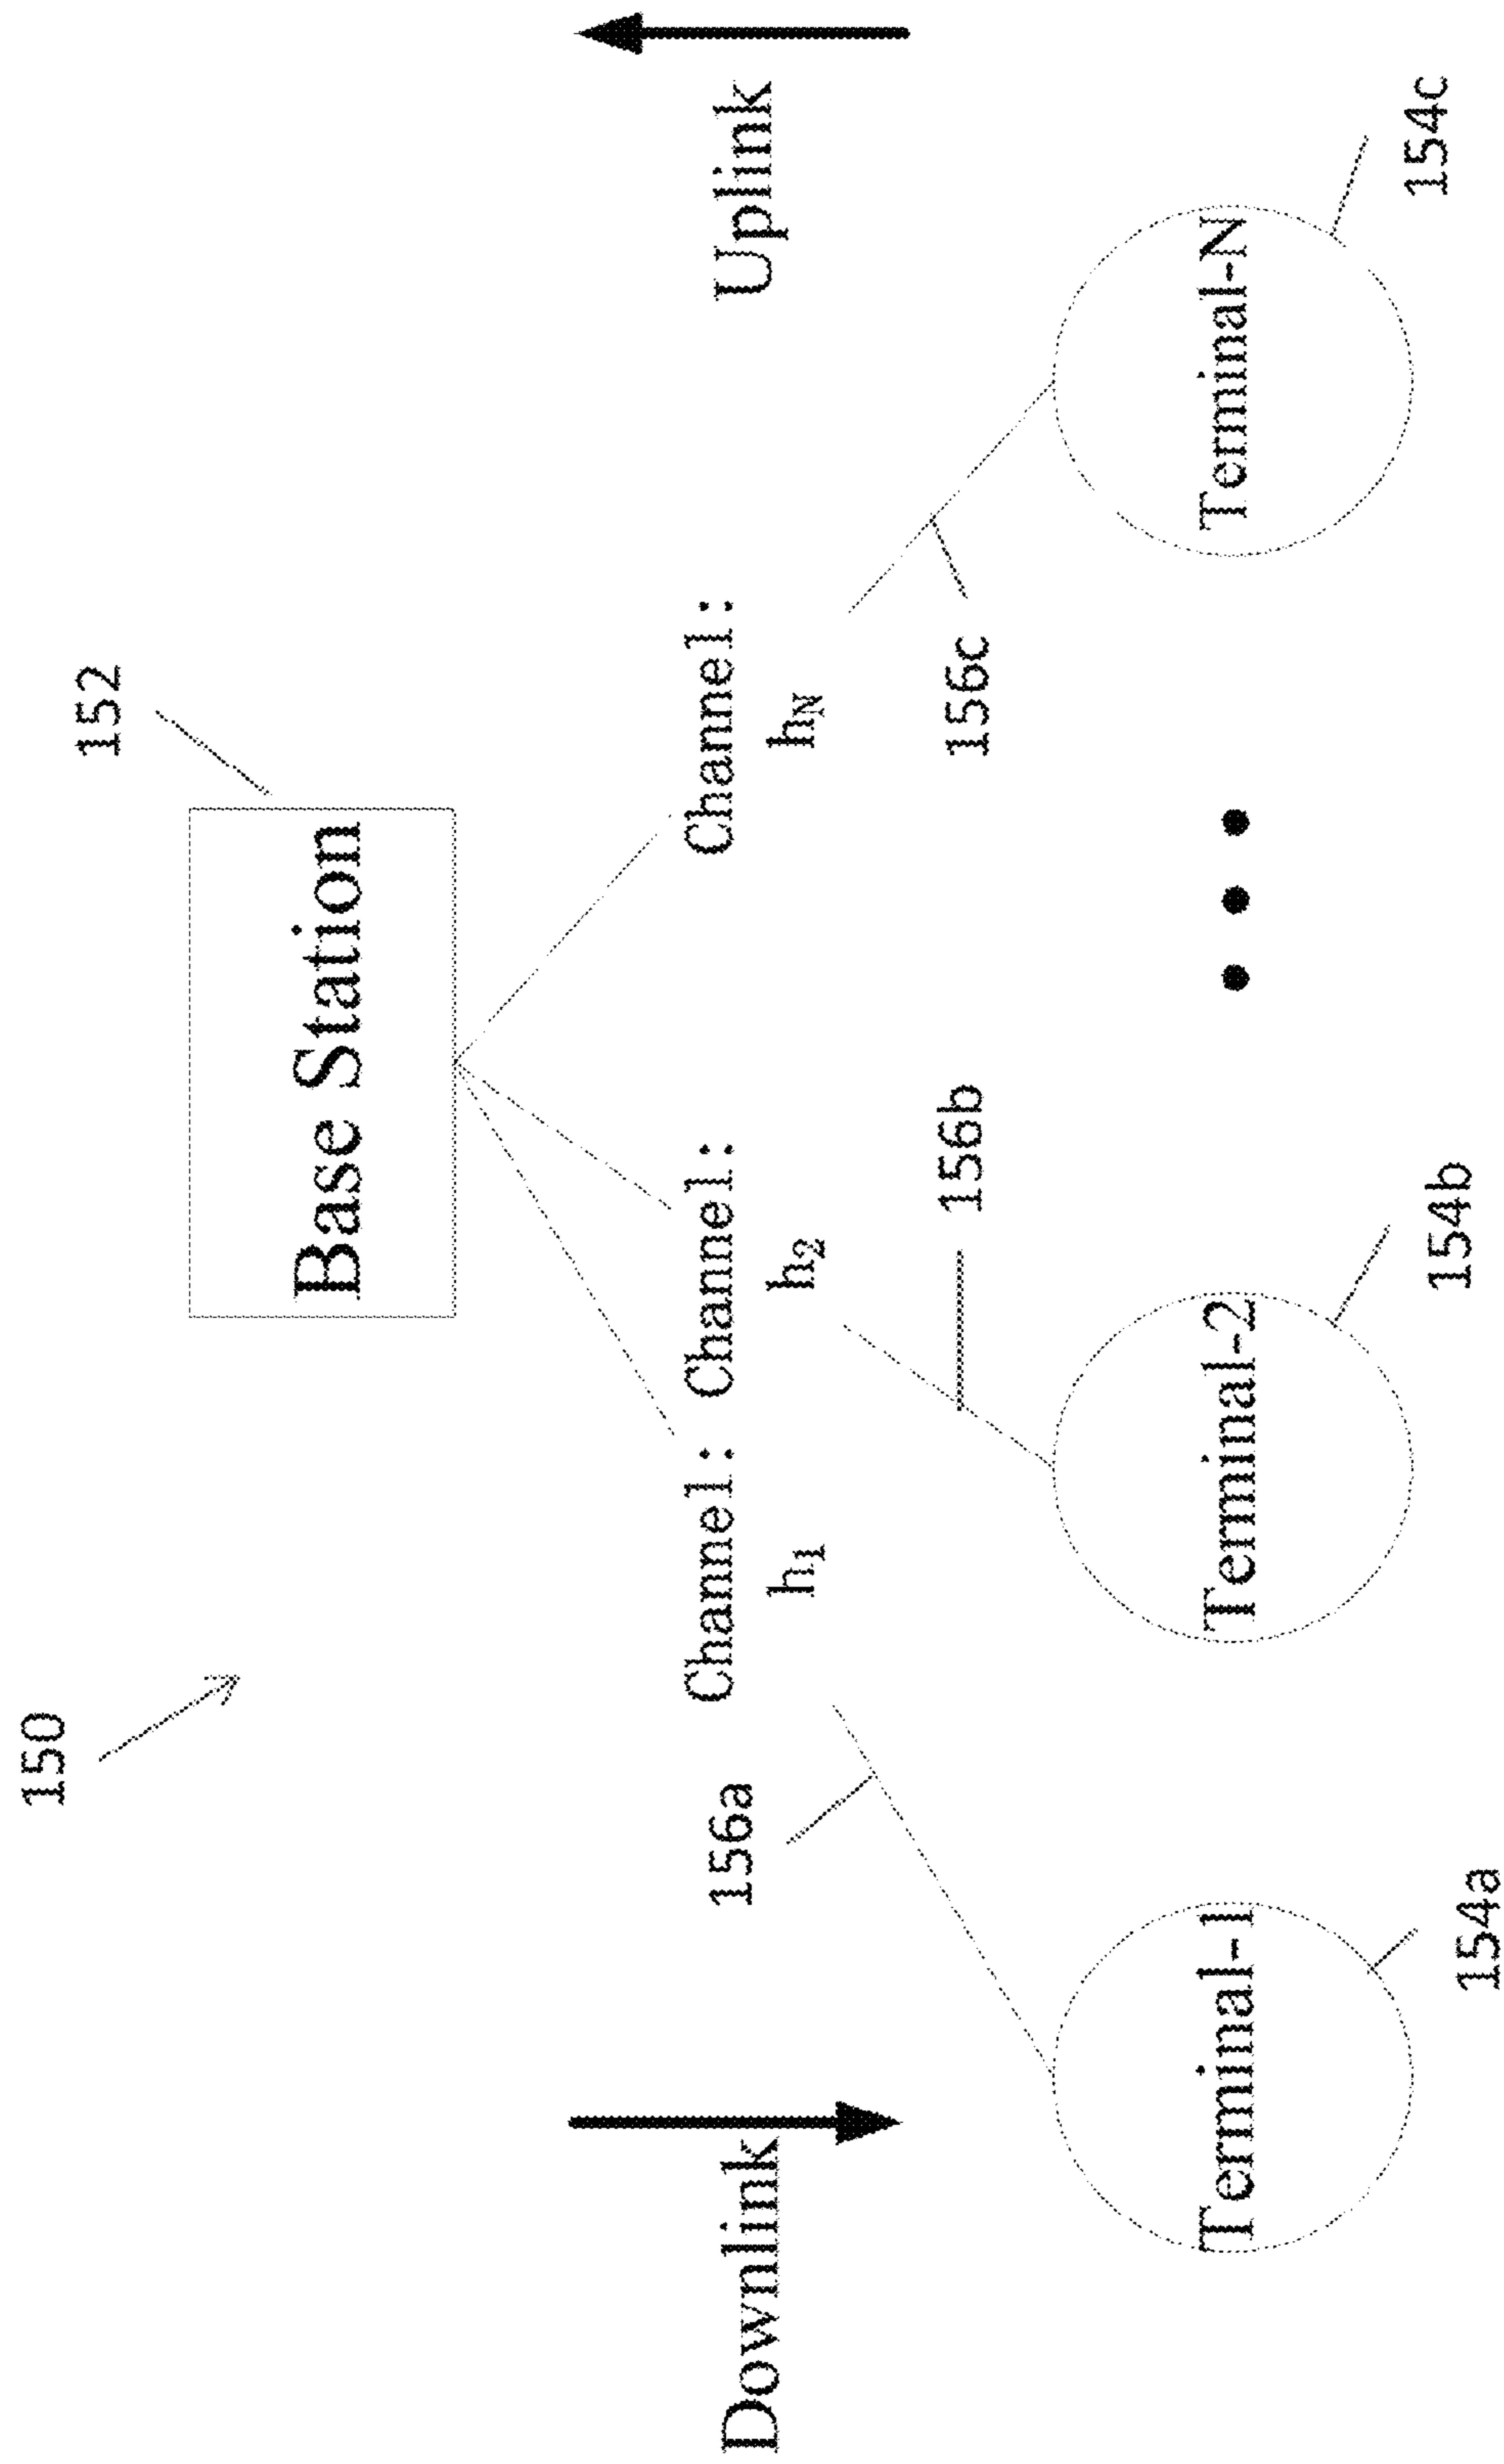 150
152
Base Station
Downlink
Uplink
156a
Channel: Channel: Channel:
h₁ h₂ h_N
156b
156c
Terminal-1
Terminal-2
Terminal-N
154a
154b
154c